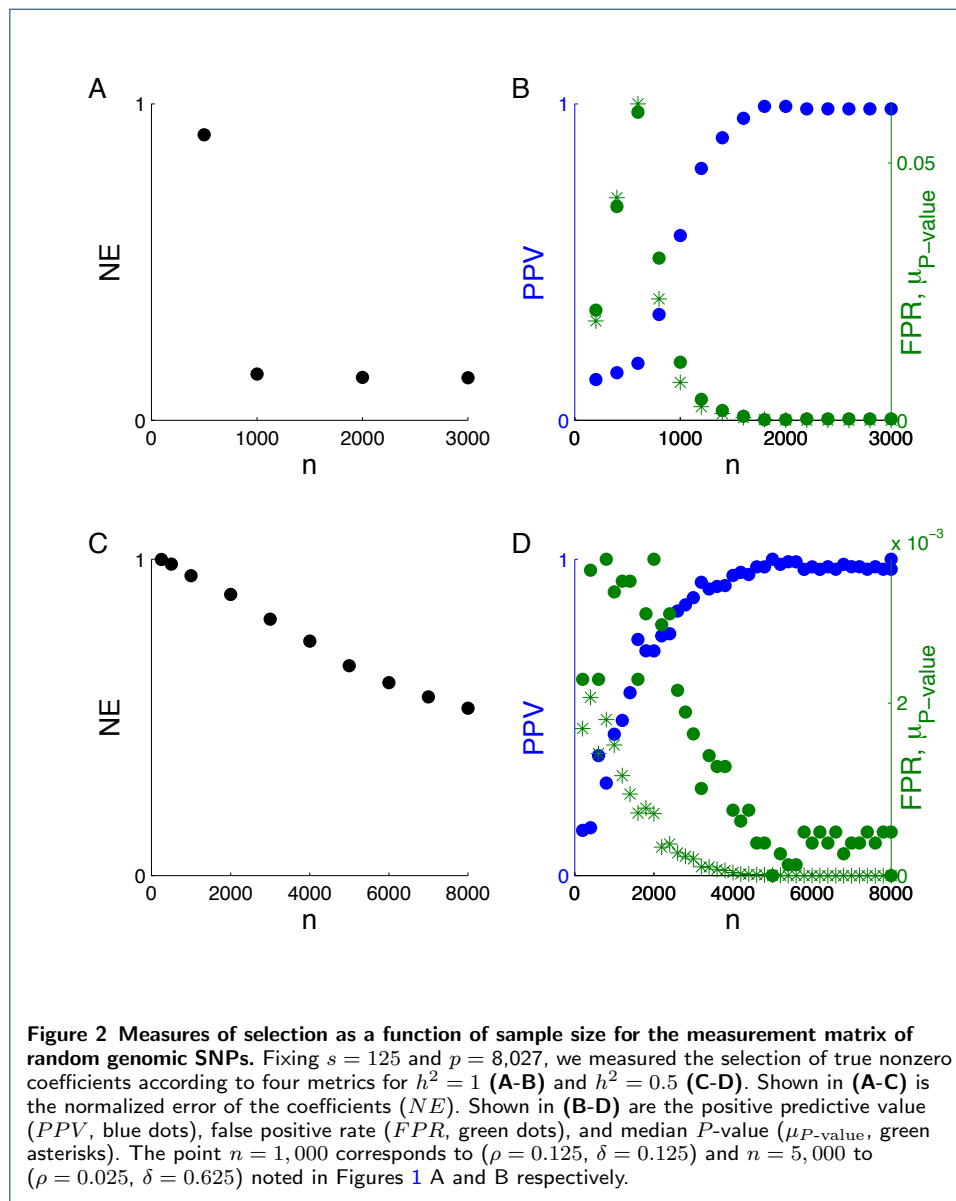 A
B
1
NE
0
0
1000
2000
3000
n
1
PPV
0
0
1000
2000
3000
n
0.05
0
FPR, μP−value
C
D
1
NE
0
0
2000
4000
6000
8000
n
1
PPV
0
0
2000
4000
6000
8000
n
x 10−3
2
0
FPR, μP−value
Figure 2 Measures of selection as a function of sample size for the measurement matrix of
random genomic SNPs. Fixing s = 125 and p = 8,027, we measured the selection of true nonzero
coefficients according to four metrics for h2 = 1 (A-B) and h2 = 0.5 (C-D). Shown in (A-C) is
the normalized error of the coefficients (NE). Shown in (B-D) are the positive predictive value
(PPV, blue dots), false positive rate (FPR, green dots), and median P-value (μP-value, green
asterisks). The point n = 1, 000 corresponds to (ρ = 0.125, δ = 0.125) and n = 5, 000 to
(ρ = 0.025, δ = 0.625) noted in Figures 1 A and B respectively.